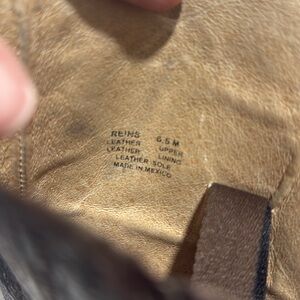 REINS 6.5 M
LEATHER UPPER
LEATHER LINING
LEATHER SOLE
MADE IN MEXICO